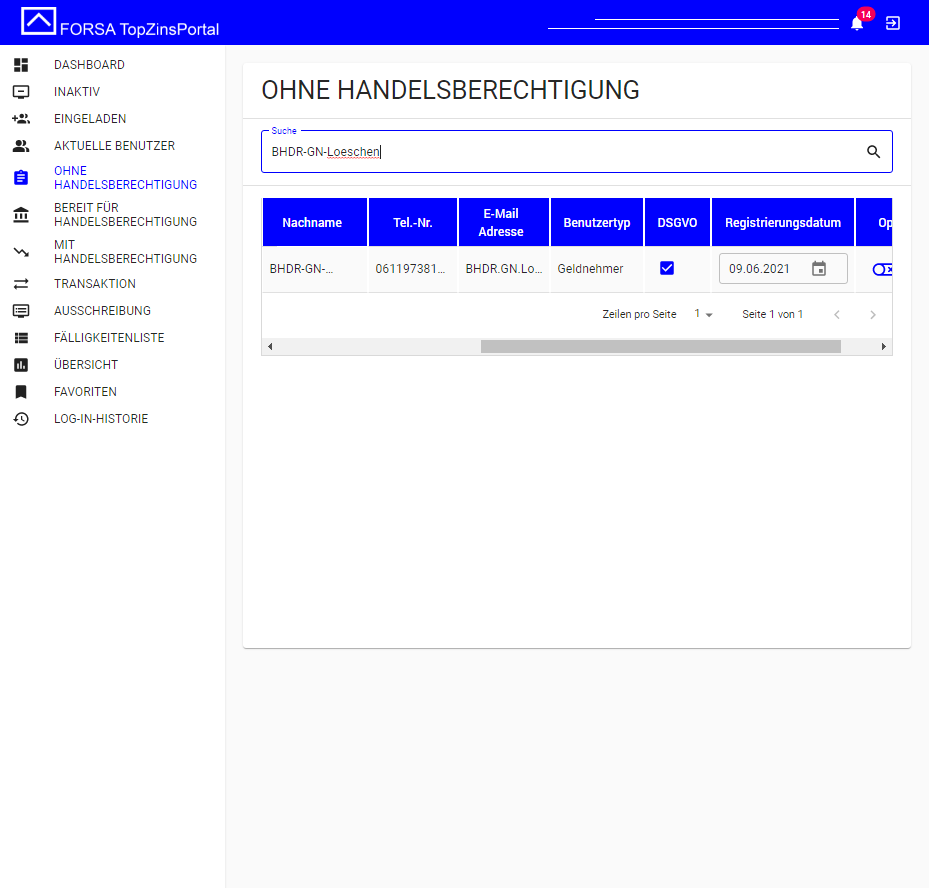 FORSA TopZinsPortal
14
DASHBOARD
INAKTIV
EINGELADEN
AKTUELLE BENUTZER
OHNE
HANDELSBERECHTIGUNG
BEREIT FÜR
HANDELSBERECHTIGUNG
MIT
HANDELSBERECHTIGUNG
TRANSAKTION
AUSSCHREIBUNG
FÄLLIGKEITENLISTE
ÜBERSICHT
FAVORITEN
LOG-IN-HISTORIE
OHNE HANDELSBERECHTIGUNG
Suche
BHDR-GN-Loeschen
Nachname Tel.-Nr. E-Mail Adresse Benutzertyp DSGVO Registrierungsdatum Op
BHDR-GN-... 061197381... BHDR.GN.Lo... Geldnehmer 09.06.2021
Zeilen pro Seite 1 Seite 1 von 1